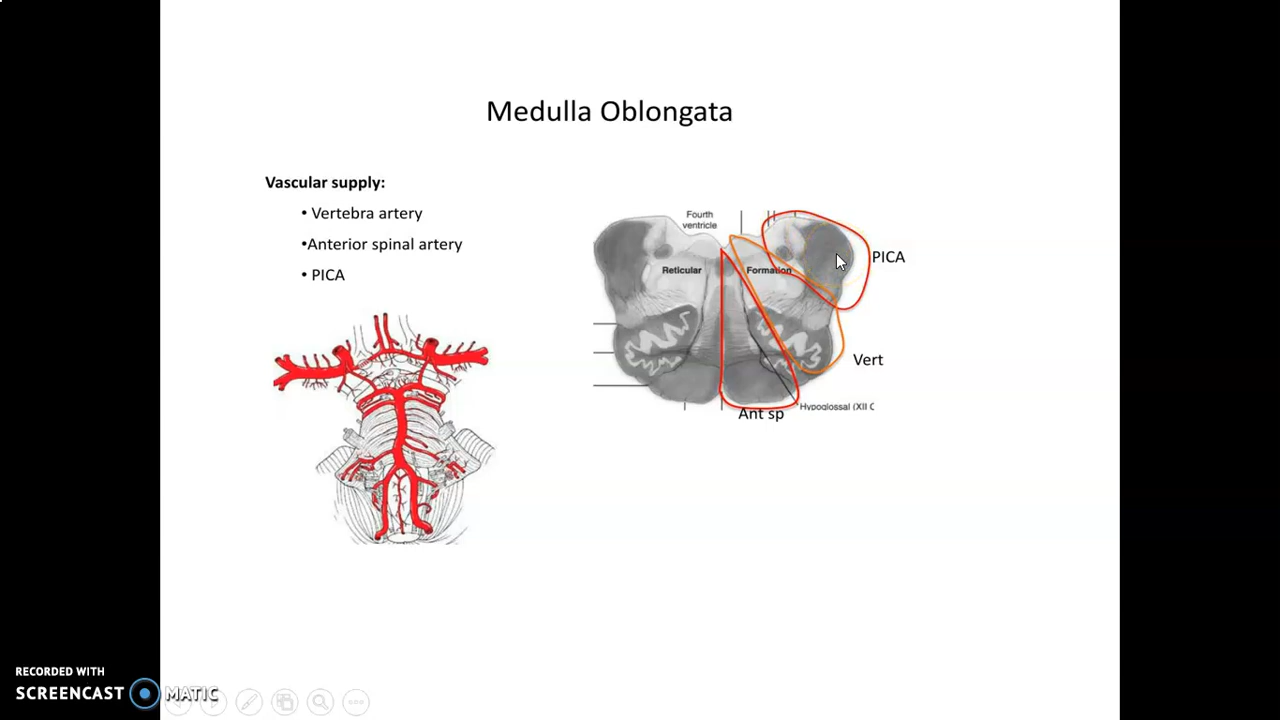 Medulla Oblongata
Vascular supply:
• Vertebra artery
•Anterior spinal artery
• PICA
Fourth
ventricle
Reticular
Formation
PICA
Vert
Hypoglossal (XII C
Ant sp
RECORDED WITH
SCREENCAST MATIC